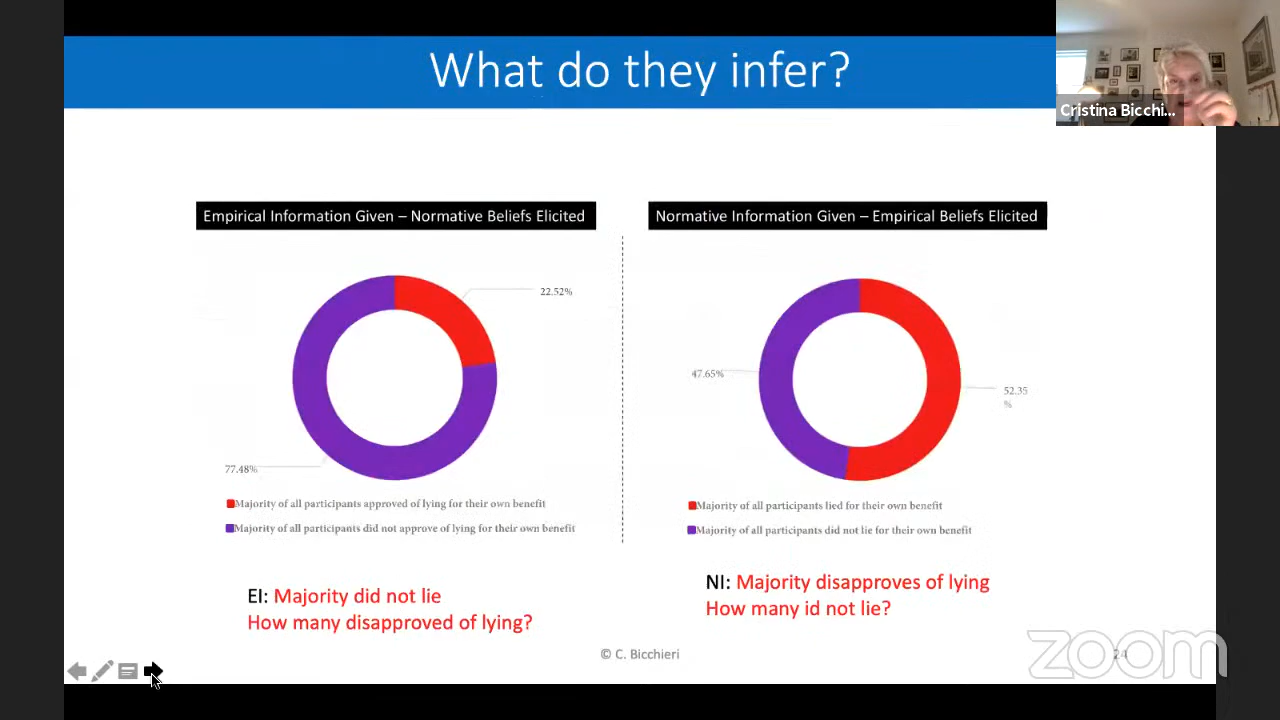 What do they infer?
Cristina Bicchi...
Empirical Information Given – Normative Beliefs Elicited
Normative Information Given – Empirical Beliefs Elicited
22.52%
77.48%
Majority of all participants approved of lying for their own benefit
Majority of all participants did not approve of lying for their own benefit
47.65%
52.35
%
Majority of all participants lied for their own benefit
Majority of all participants did not lie for their own benefit
EI: Majority did not lie
How many disapproved of lying?
NI: Majority disapproves of lying
How many id not lie?
© C. Bicchieri
24
zoom